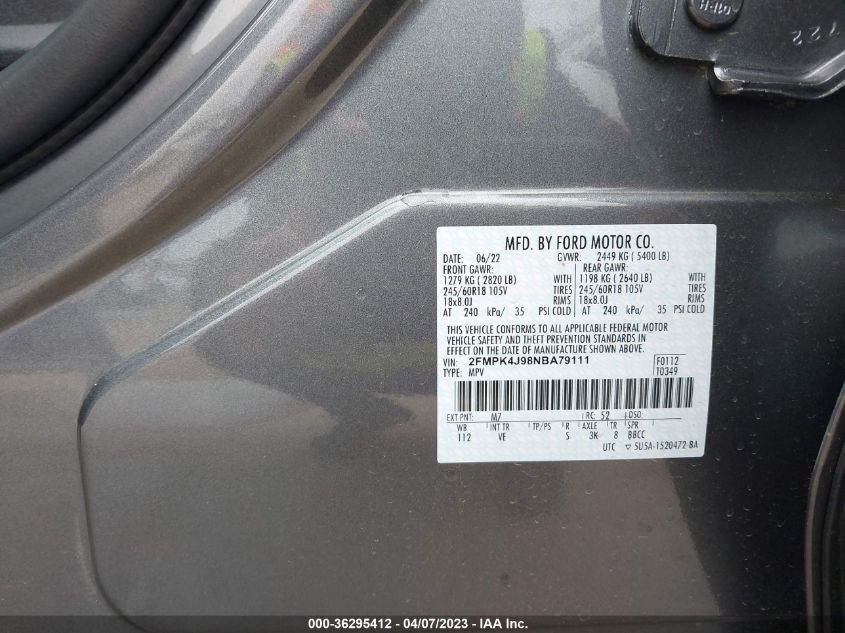 122
MFD. BY FORD MOTOR CO.
DATE: 06/22 GVWR: 2449 KG ( 5400 LB)
FRONT GAWR: REAR GAWR:
1279 KG ( 2820 LB) WITH 1198 KG ( 2640 LB) WITH
245/60R18 105V TIRES 245/60R18 105V TIRES
18x8.0J RIMS 18x8.0J RIMS
AT 240 kPa/ 35 PSI COLD AT 240 kPa/ 35 PSI COLD
THIS VEHICLE CONFORMS TO ALL APPLICABLE FEDERAL MOTOR
VEHICLE SAFETY AND THEFT PREVENTION STANDARDS IN
EFFECT ON THE DATE OF MANUFACTURE SHOWN ABOVE.
VIN: 2FMPK4J98NBA79111 F0112
TYPE: MPV T0349
EXT PNT: M7 RC: 52 DSO:
WB INT TR TP/PS R AXLE TR SPR
112 VE S 3K 8 BBCC
UTC ▽ 5U5A-1520472-BA
000-36295412 - 04/07/2023 - IAA Inc.